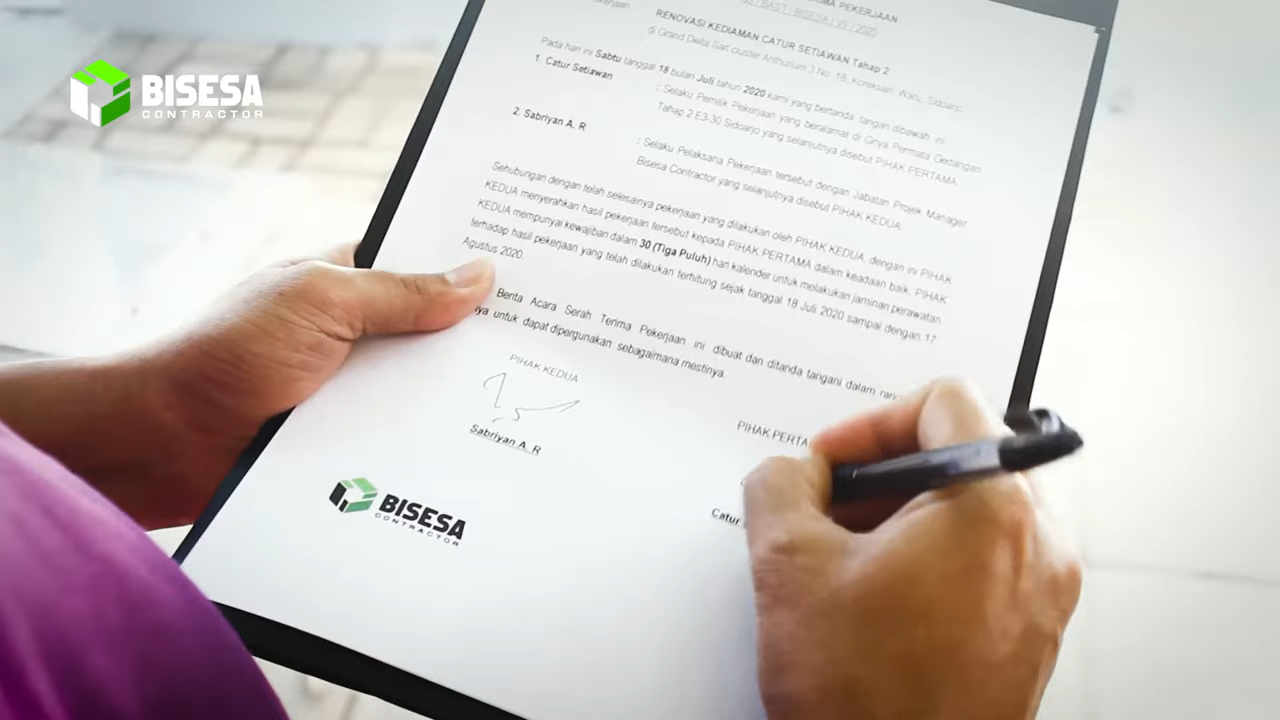 BISESA
CONTRACTOR
PEKERJAAN
/ BAST - BISESA / VII / 2020
RENOVASI KEDIAMAN CATUR SETIAWAN Tahap 2
di Grand Delta Sari cluster Anthurium 3 No. 18, Koreksari, Waru, Sidoarjo
Pada hari ini Sabtu tanggal 18 bulan Juli tahun 2020 kami yang bertanda tangan dibawah ini
1. Catur Setiawan
: Selaku Pemilik Pekerjaan yang beralamat di Griya Permata Gedangan
Tahap 2 E3-30 Sidoarjo yang selanjutnya disebut PIHAK PERTAMA
2. Sabriyan A. R
: Selaku Pelaksana Pekerjaan tersebut dengan Jabatan Projek Manager
Bisesa Contractor yang selanjutnya disebut PIHAK KEDUA.
Sehubungan dengan telah selesainya pekerjaan yang dilakukan oleh PIHAK KEDUA, dengan ini PIHAK
KEDUA menyerahkan hasil pekerjaan tersebut kepada PIHAK PERTAMA dalam keadaan baik. PIHAK
KEDUA mempunyai kewajiban dalam 30 (Tiga Puluh) hari kalender untuk melakukan jaminan perawatan
terhadap hasil pekerjaan yang telah dilakukan terhitung sejak tanggal 18 Juli 2020 sampai dengan 17
Agustus 2020.
Berita Acara Serah Terima Pekerjaan ini dibuat dan ditanda tangani dalam
untuk dapat dipergunakan sebagaimana mestinya.
PIHAK KEDUA
PIHAK PERTA
Sabriyan A. R
Catur
BISESA
CONTRACTOR